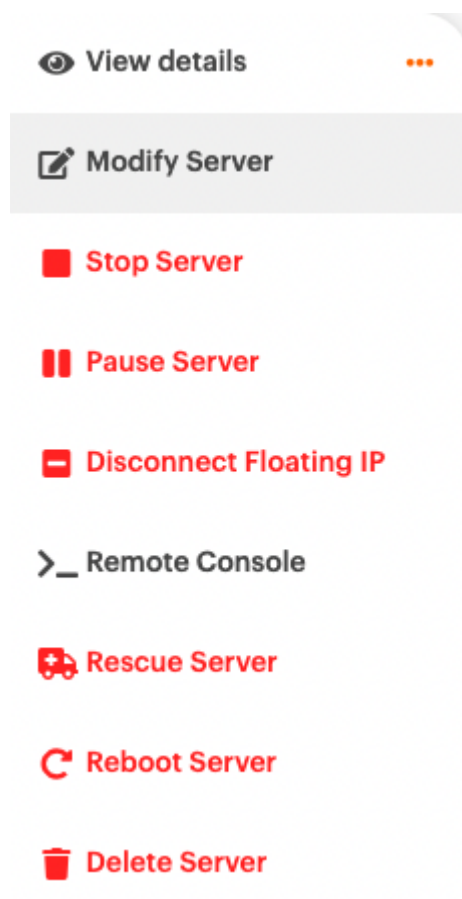 View details
Modify Server
Stop Server
Pause Server
Disconnect Floating IP
Remote Console
Rescue Server
Reboot Server
Delete Server